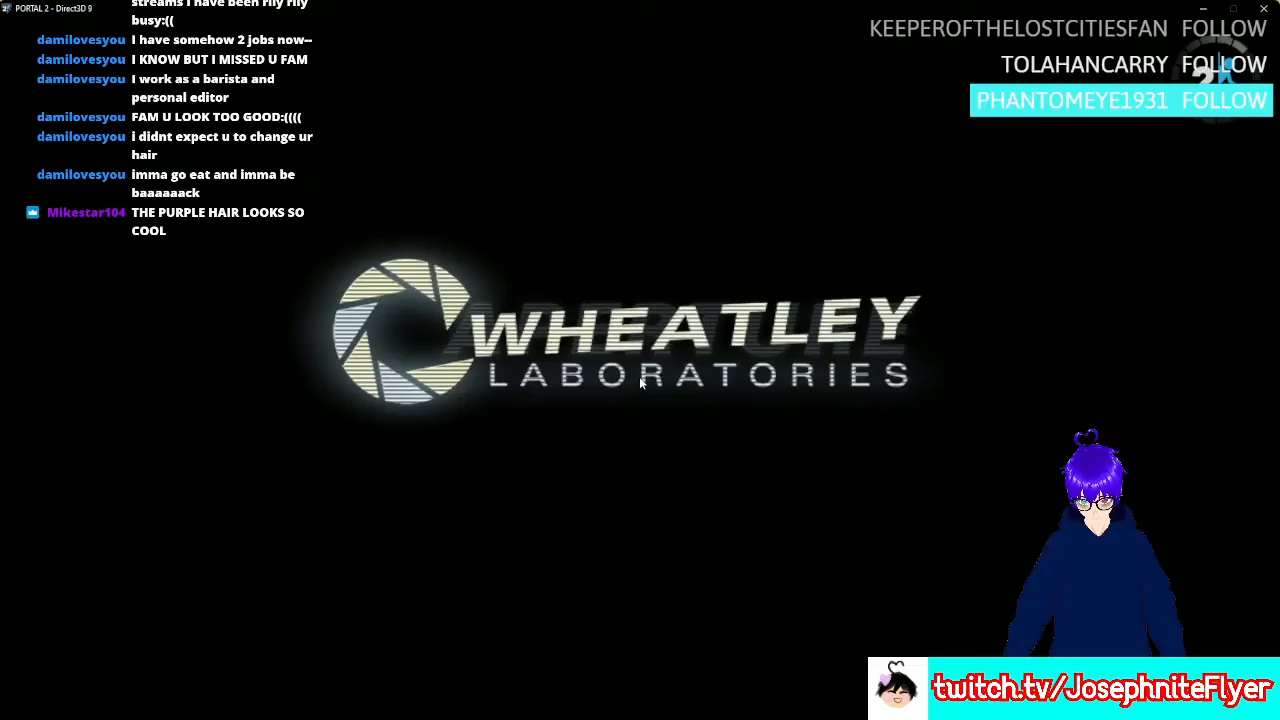 PORTAL 2 - Direct3D 9
streams I have been rily rily
busy:((
damilovesyou I have somehow 2 jobs now--
damilovesyou I KNOW BUT I MISSED U FAM
damilovesyou I work as a barista and
personal editor
damilovesyou FAM U LOOK TOO GOOD:((((
damilovesyou i didnt expect u to change ur
hair
damilovesyou imma go eat and imma be
baaaaaack
Mikestar104 THE PURPLE HAIR LOOKS SO
COOL
KEEPEROFTHELOSTCITIESFAN FOLLOW
TOLAHANCARRY FOLLOW
PHANTOMEYE1931 FOLLOW
2
WHEATLEY
LABORATORIES
twitch.tv/JosephniteFlyer